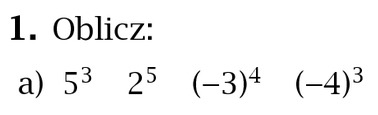 1. Oblicz:
a) 5³ 2⁵ (–3)⁴ (–4)³